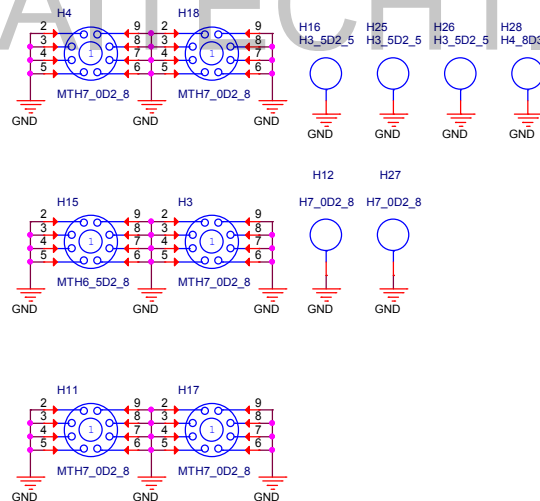 H4 H18
2 9 2 9
3 8 3 8
4 1 7 4 1 7
5 6 5 6
MTH7_0D2_8 MTH7_0D2_8
GND GND GND
H16 H25 H26 H28
H3_5D2_5 H3_5D2_5 H3_5D2_5 H4_8D3
GND GND GND GND
H15 H3
2 9 2 9
3 8 3 8
4 1 7 4 1 7
5 6 5 6
MTH6_5D2_8 MTH7_0D2_8
GND GND GND
H12 H27
H7_0D2_8 H7_0D2_8
GND GND
H11 H17
2 9 2 9
3 8 3 8
4 1 7 4 1 7
5 6 5 6
MTH7_0D2_8 MTH7_0D2_8
GND GND GND